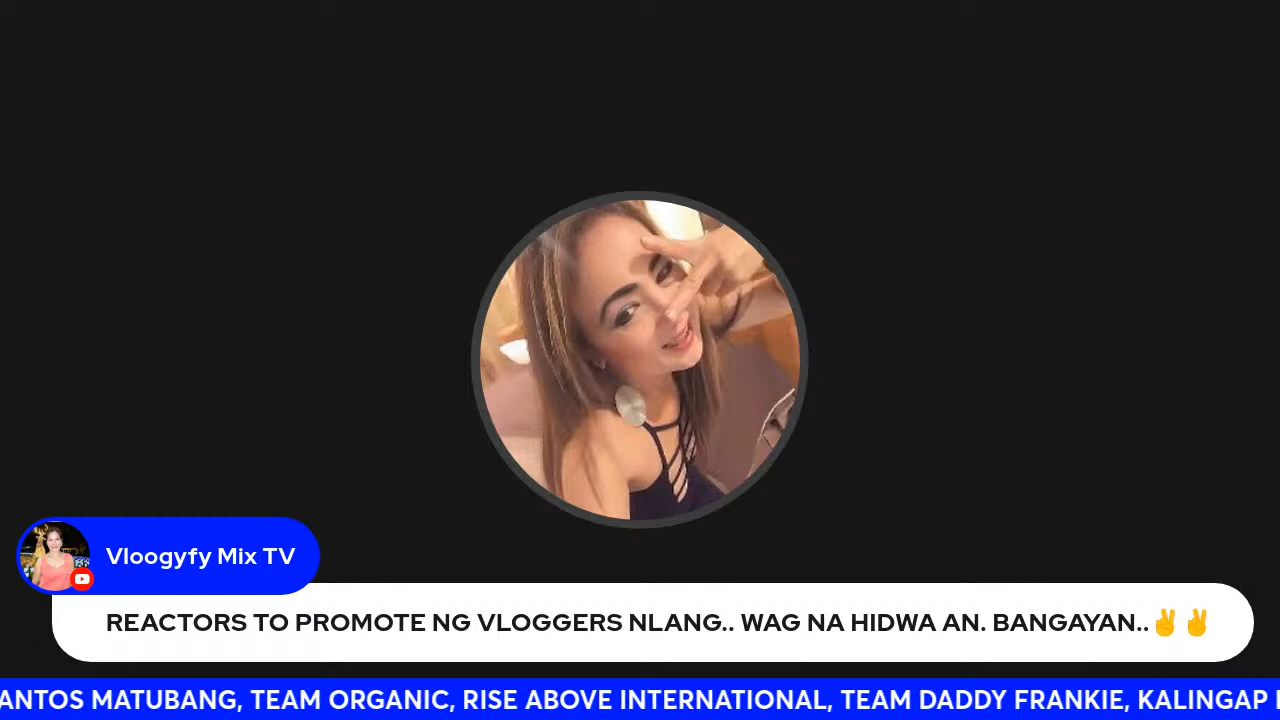 Vloogyfy Mix TV
REACTORS TO PROMOTE NG VLOGGERS NLANG.. WAG NA HIDWA AN. BANGAYAN..✌✌
ANTOS MATUBANG, TEAM ORGANIC, RISE ABOVE INTERNATIONAL, TEAM DADDY FRANKIE, KALINGAP